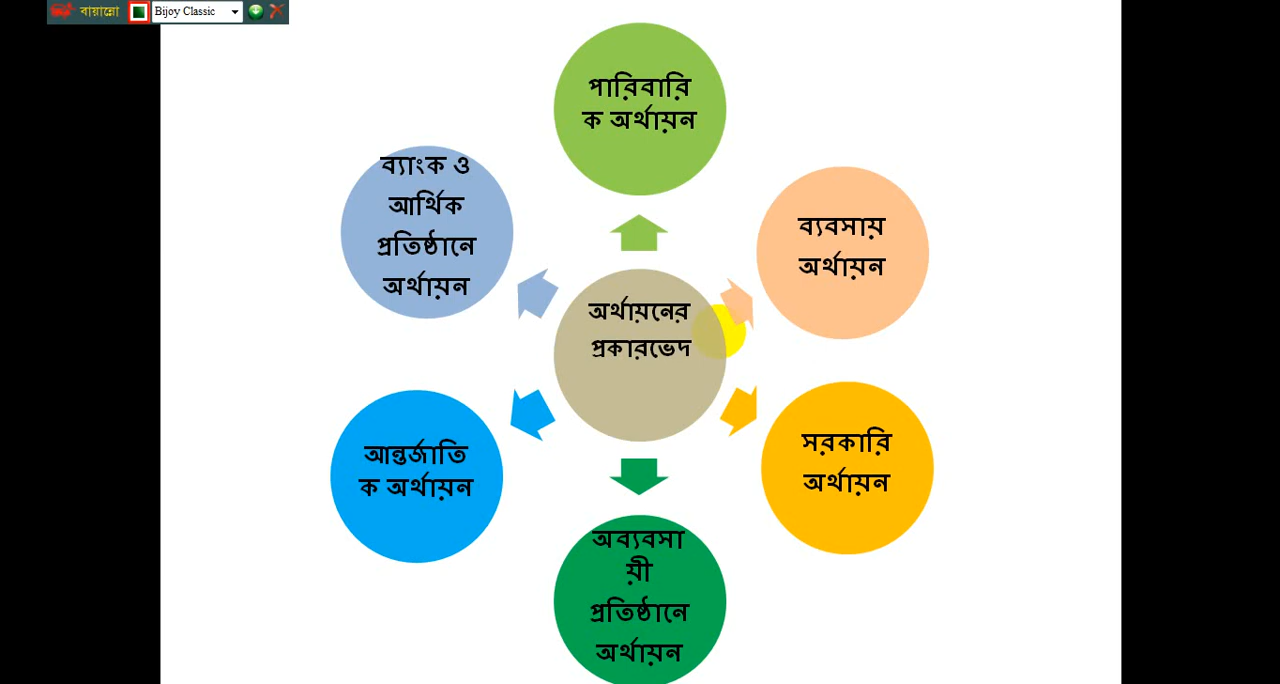 বায়ান্নো
Bijoy Classic
পারিবারি
ক অর্থায়ন
ব্যাংক ও
আর্থিক
প্রতিষ্ঠানে
অর্থায়ন
ব্যবসায়
অর্থায়ন
অর্থায়নের
প্রকারভেদ
আন্তর্জাতি
ক অর্থায়ন
সরকারি
অর্থায়ন
অব্যবসা
য়ী
প্রতিষ্ঠানে
অর্থায়ন